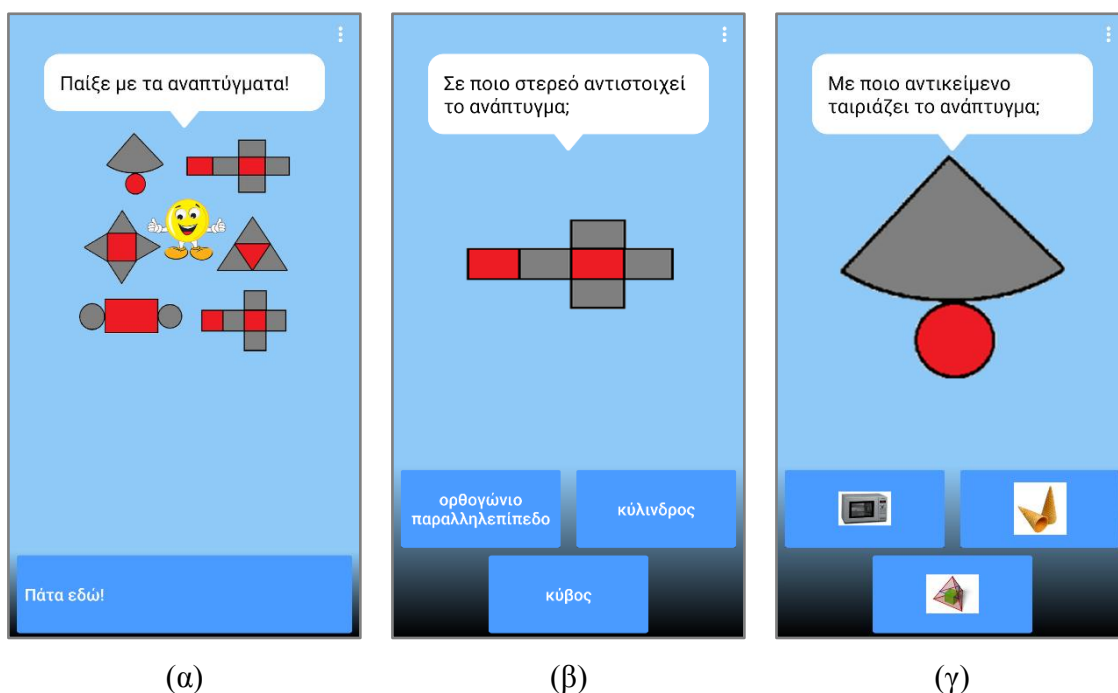 Παίξε με τα αναπτύγματα!
Πάτα εδώ!
(α)
Σε ποιο στερεό αντιστοιχεί
το ανάπτυγμα;
ορθογώνιο
παραλληλεπίπεδο
κύλινδρος
κύβος
(β)
Με ποιο αντικείμενο
ταιριάζει το ανάπτυγμα;
(γ)